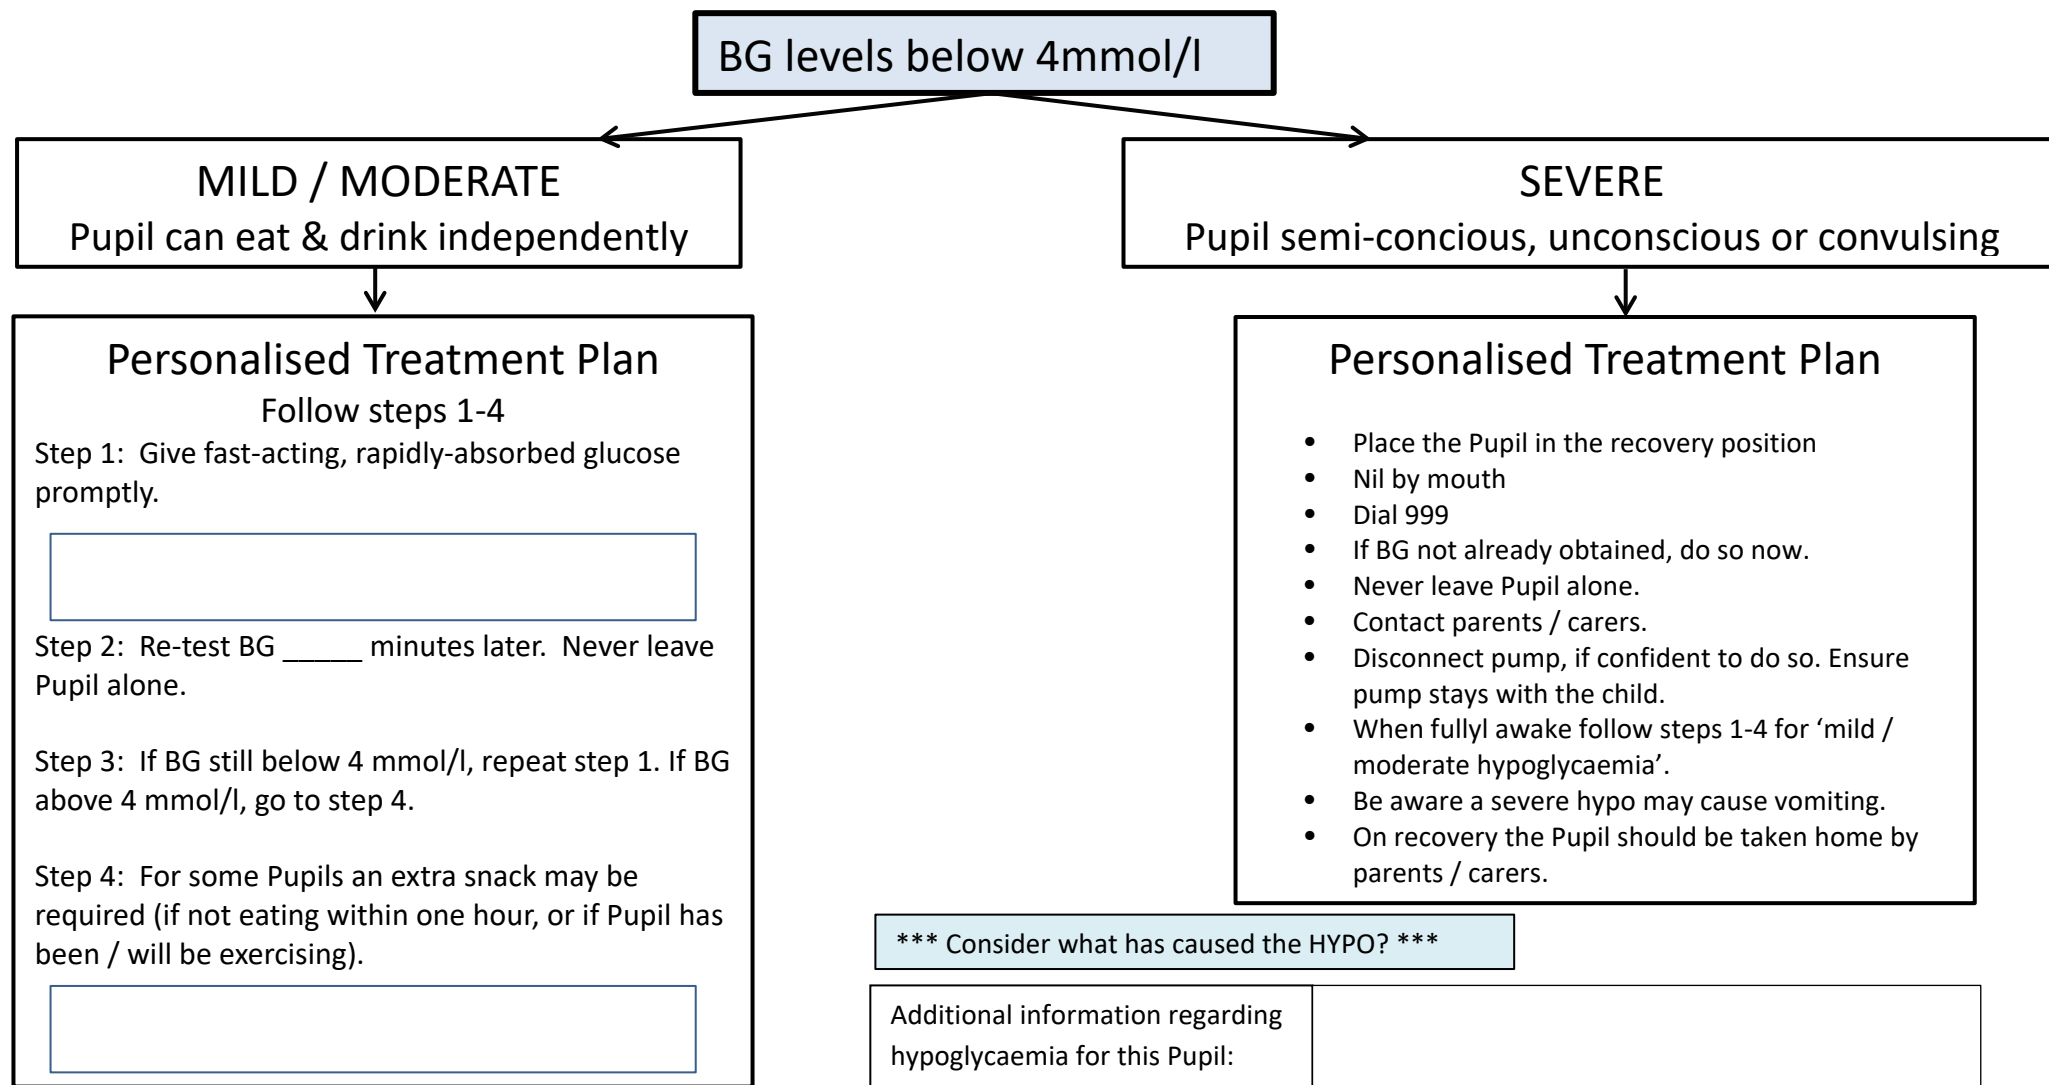 BG levels below 4mmol/l
MILD / MODERATE
Pupil can eat & drink independently
SEVERE
Pupil semi-concious, unconscious or convulsing
Personalised Treatment Plan
Follow steps 1-4
Step 1:  Give fast-acting, rapidly-absorbed glucose
promptly.
Step 2:  Re-test BG _____ minutes later.  Never leave
Pupil alone.
Step 3:  If BG still below 4 mmol/l, repeat step 1. If BG
above 4 mmol/l, go to step 4.
Step 4:  For some Pupils an extra snack may be
required (if not eating within one hour, or if Pupil has
been / will be exercising).
Personalised Treatment Plan
• Place the Pupil in the recovery position
• Nil by mouth
• Dial 999
• If BG not already obtained, do so now.
• Never leave Pupil alone.
• Contact parents / carers.
• Disconnect pump, if confident to do so. Ensure
pump stays with the child.
• When fullyl awake follow steps 1-4 for ‘mild /
moderate hypoglycaemia’.
• Be aware a severe hypo may cause vomiting.
• On recovery the Pupil should be taken home by
parents / carers.
*** Consider what has caused the HYPO? ***
Additional information regarding
hypoglycaemia for this Pupil: